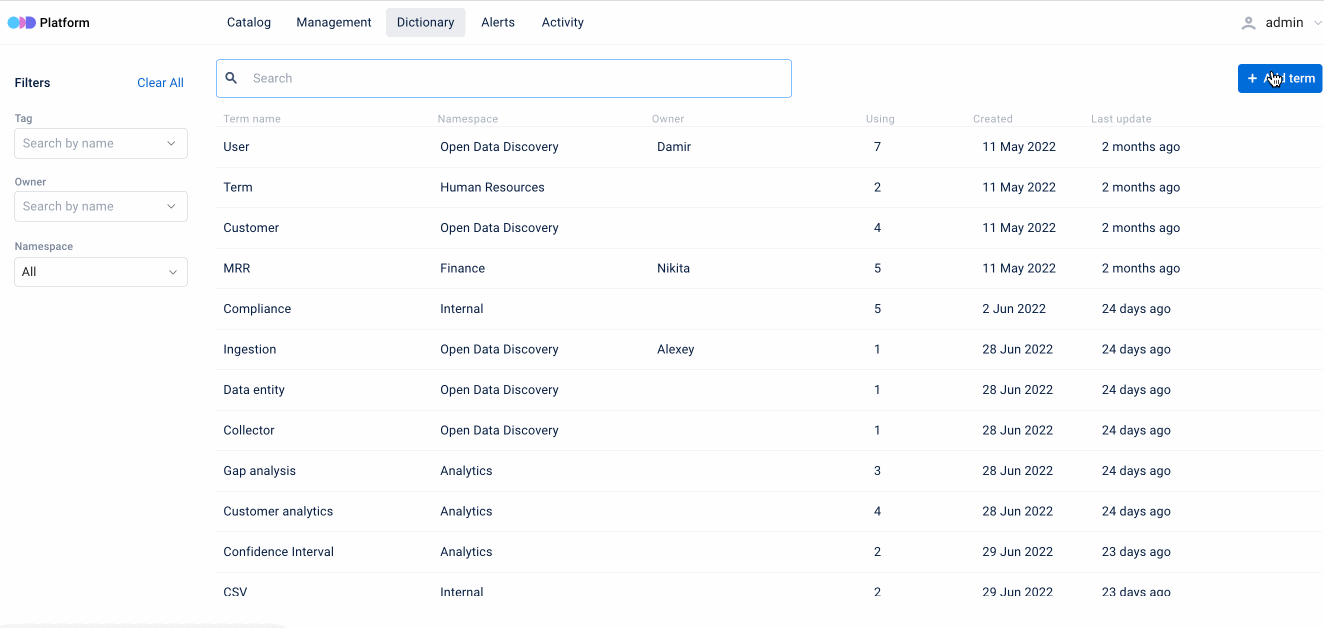 Platform Catalog Management Dictionary Alerts Activity admin
Filters Clear All Search + Add term
Tag
Search by name
Owner
Search by name
Namespace
All
Term name Namespace Owner Using Created Last update
User Open Data Discovery Damir 7 11 May 2022 2 months ago
Term Human Resources 2 11 May 2022 2 months ago
Customer Open Data Discovery 4 11 May 2022 2 months ago
MRR Finance Nikita 5 11 May 2022 2 months ago
Compliance Internal 5 2 Jun 2022 24 days ago
Ingestion Open Data Discovery Alexey 1 28 Jun 2022 24 days ago
Data entity Open Data Discovery 1 28 Jun 2022 24 days ago
Collector Open Data Discovery 1 28 Jun 2022 24 days ago
Gap analysis Analytics 3 28 Jun 2022 24 days ago
Customer analytics Analytics 4 28 Jun 2022 24 days ago
Confidence Interval Analytics 2 29 Jun 2022 23 days ago
CSV Internal 2 29 Jun 2022 23 days ago